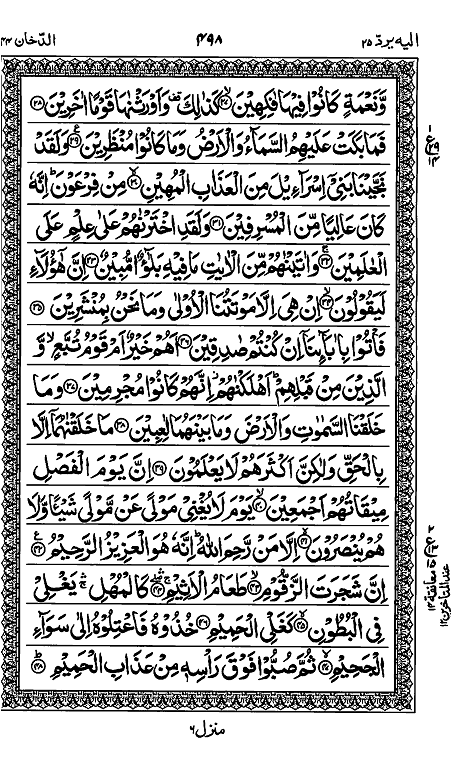 الیه یرد ۲۵ ۴۹۸ الدخان ۴۴
وَّنَعْمَةٍ كَانُوْا فِيْهَا فٰكِهِيْنَ ۙ﴿۲۷﴾ كَذٰلِكَ ۫ وَاَوْرَثْنٰهَا قَوْمًا اٰخَرِيْنَ ﴿۲۸﴾
فَمَا بَكَتْ عَلَيْهِمُ السَّمَآءُ وَالْاَرْضُ وَمَا كَانُوْا مُنْظَرِيْنَ ﴿۲۹﴾ وَلَقَدْ
نَجَّيْنَا بَنِىْٓ اِسْرَآءِيْلَ مِنَ الْعَذَابِ الْمُهِيْنِ ۙ﴿۳۰﴾ مِنْ فِرْعَوْنَ ؕ اِنَّهٗ
كَانَ عَالِيًا مِّنَ الْمُسْرِفِيْنَ ﴿۳۱﴾ وَلَقَدِ اخْتَرْنٰهُمْ عَلٰى عِلْمٍ عَلَى
الْعٰلَمِيْنَ ۚ﴿۳۲﴾ وَاٰتَيْنٰهُمْ مِّنَ الْاٰيٰتِ مَا فِيْهِ بَلٰٓؤٌا مُّبِيْنٌ ﴿۳۳﴾ اِنَّ هٰٓؤُلَآءِ
لَيَقُوْلُوْنَ ۙ﴿۳۴﴾ اِنْ هِىَ اِلَّا مَوْتَتُنَا الْاُوْلٰى وَمَا نَحْنُ بِمُنْشَرِيْنَ ﴿۳۵﴾
فَاْتُوْا بِاٰبَآئِنَاۤ اِنْ كُنْتُمْ صٰدِقِيْنَ ﴿۳۶﴾ اَهُمْ خَيْرٌ اَمْ قَوْمُ تُبَّعٍ ۙ وَّ
الَّذِيْنَ مِنْ قَبْلِهِمْ ؕ اَهْلَكْنٰهُمْ ۫ اِنَّهُمْ كَانُوْا مُجْرِمِيْنَ ﴿۳۷﴾ وَمَا
خَلَقْنَا السَّمٰوٰتِ وَالْاَرْضَ وَمَا بَيْنَهُمَا لٰعِبِيْنَ ﴿۳۸﴾ مَا خَلَقْنٰهُمَاۤ اِلَّا
بِالْحَقِّ وَلٰكِنَّ اَكْثَرَهُمْ لَا يَعْلَمُوْنَ ﴿۳۹﴾ اِنَّ يَوْمَ الْفَصْلِ
مِيْقَاتُهُمْ اَجْمَعِيْنَ ۙ﴿۴۰﴾ يَوْمَ لَا يُغْنِىْ مَوْلًى عَنْ مَّوْلًى شَيْئًا وَّلَا
هُمْ يُنْصَرُوْنَ ۙ﴿۴۱﴾ اِلَّا مَنْ رَّحِمَ اللّٰهُ ؕ اِنَّهٗ هُوَ الْعَزِيْزُ الرَّحِيْمُ ﴿۴۲﴾
اِنَّ شَجَرَتَ الزَّقُّوْمِ ۙ﴿۴۳﴾ طَعَامُ الْاَثِيْمِ ﴿۴۴﴾ كَالْمُهْلِ ۛۚ يَغْلِىْ
فِى الْبُطُوْنِ ۙ﴿۴۵﴾ كَغَلْىِ الْحَمِيْمِ ﴿۴۶﴾ خُذُوْهُ فَاعْتِلُوْهُ اِلٰى سَوَآءِ
الْجَحِيْمِ ۖ﴿۴۷﴾ ثُمَّ صُبُّوْا فَوْقَ رَاْسِهٖ مِنْ عَذَابِ الْحَمِيْمِ ؕ﴿۴۸﴾
منزل ۶